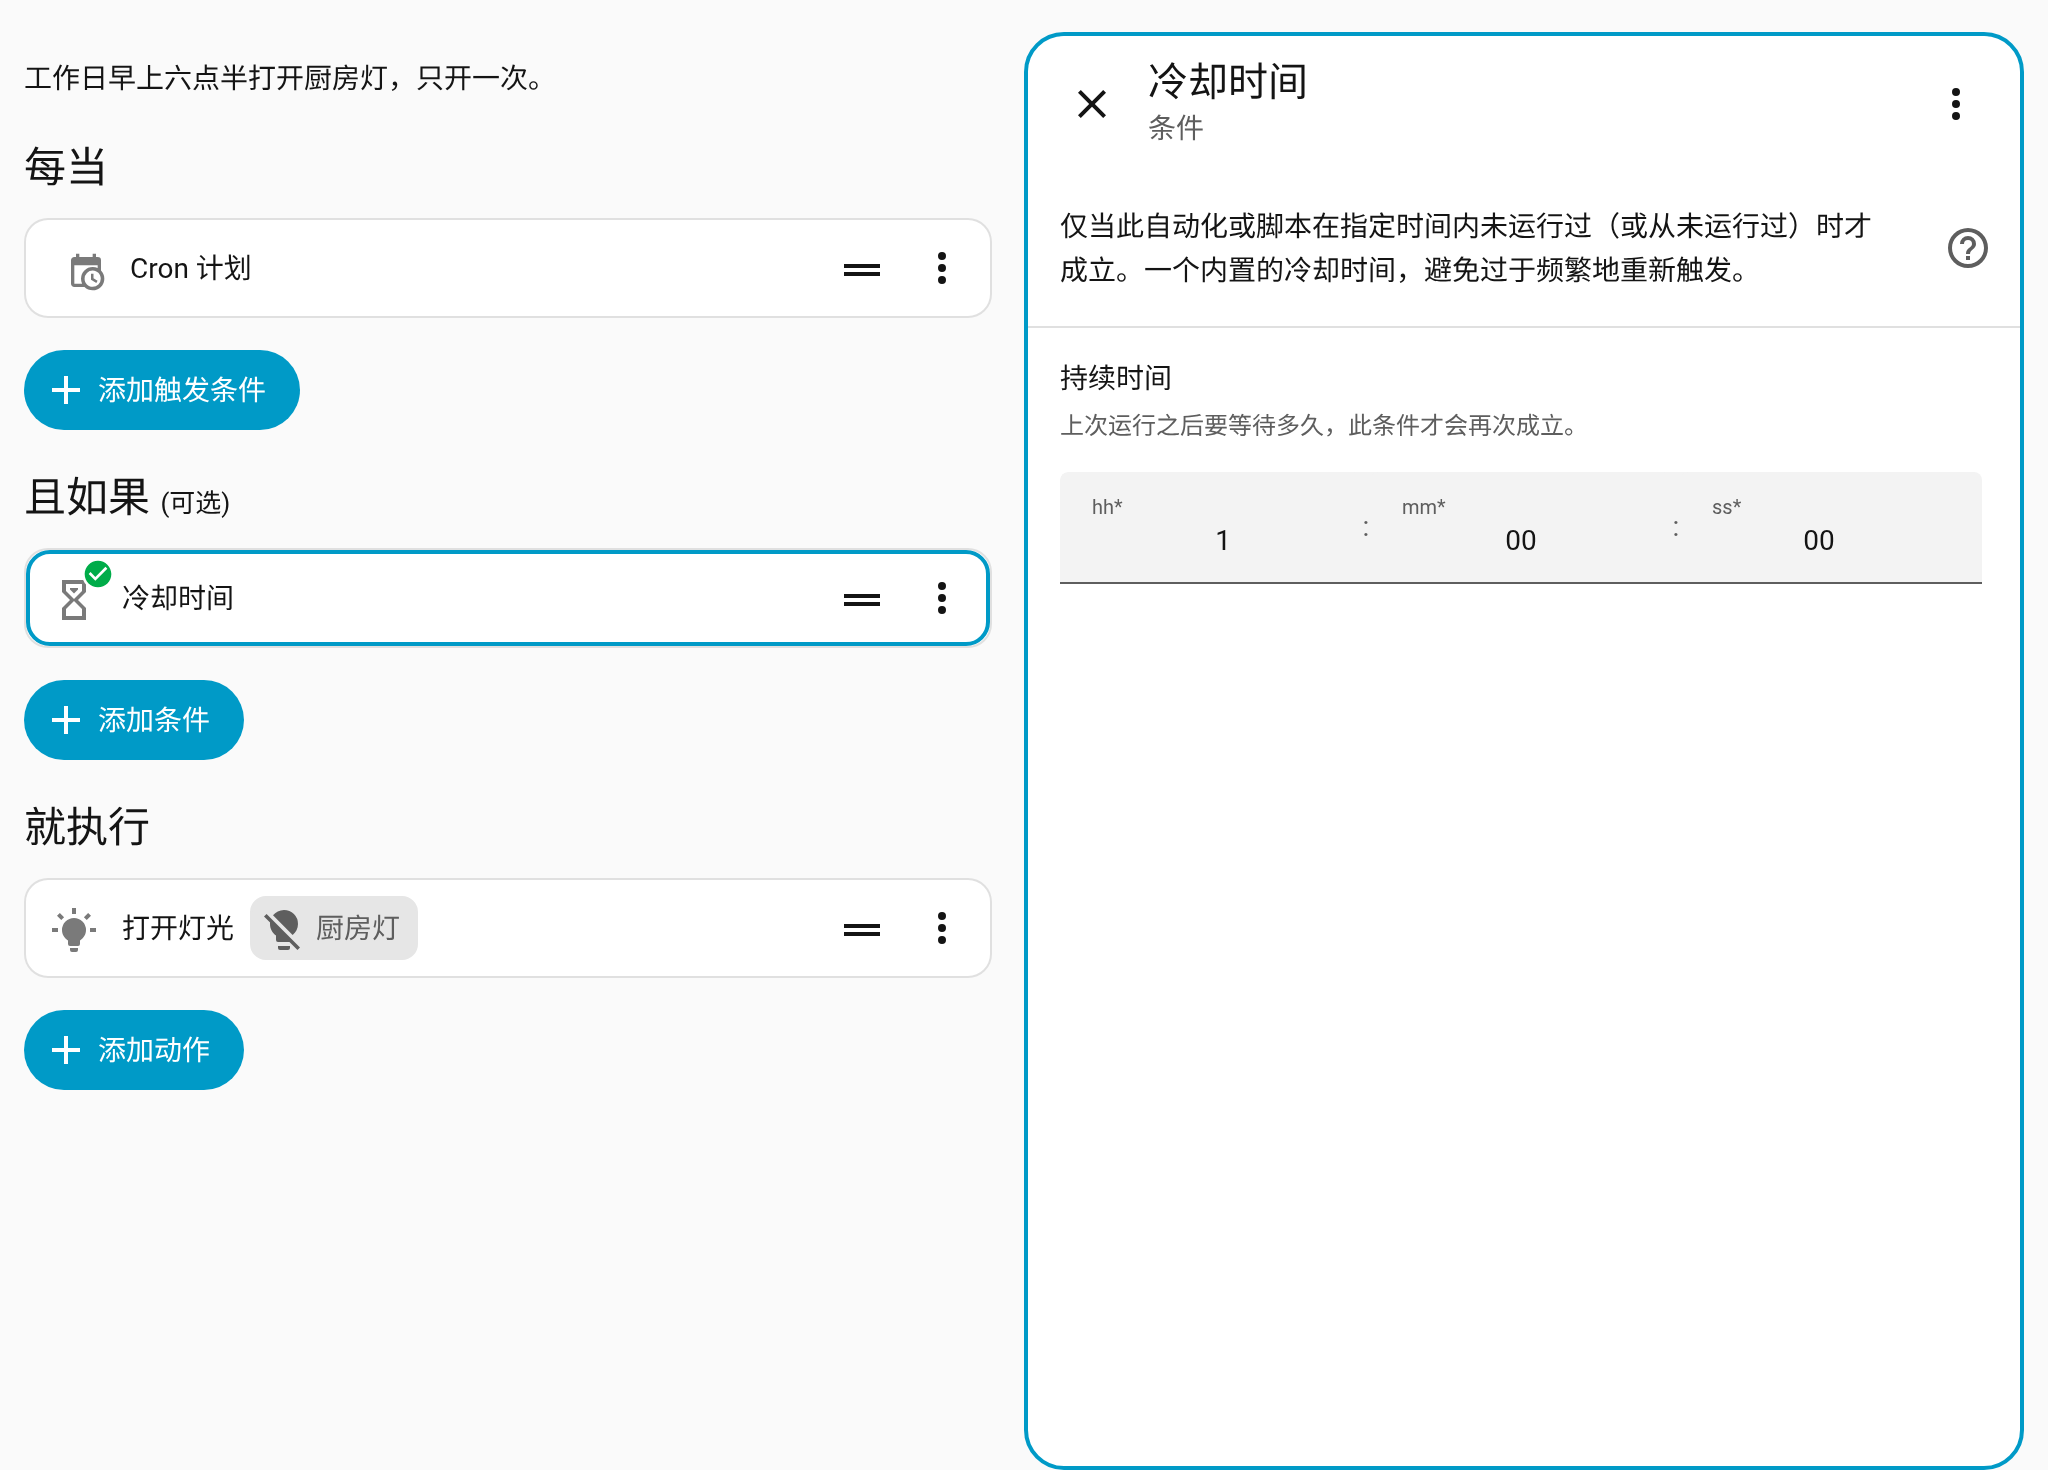 工作日早上六点半打开厨房灯，只开一次。
每当
Cron 计划
添加触发条件
且如果 (可选)
冷却时间
添加条件
就执行
打开灯光 厨房灯
添加动作
冷却时间
条件
仅当此自动化或脚本在指定时间内未运行过（或从未运行过）时才
成立。一个内置的冷却时间，避免过于频繁地重新触发。
持续时间
上次运行之后要等待多久，此条件才会再次成立。
hh* mm* ss*
1 : 00 : 00